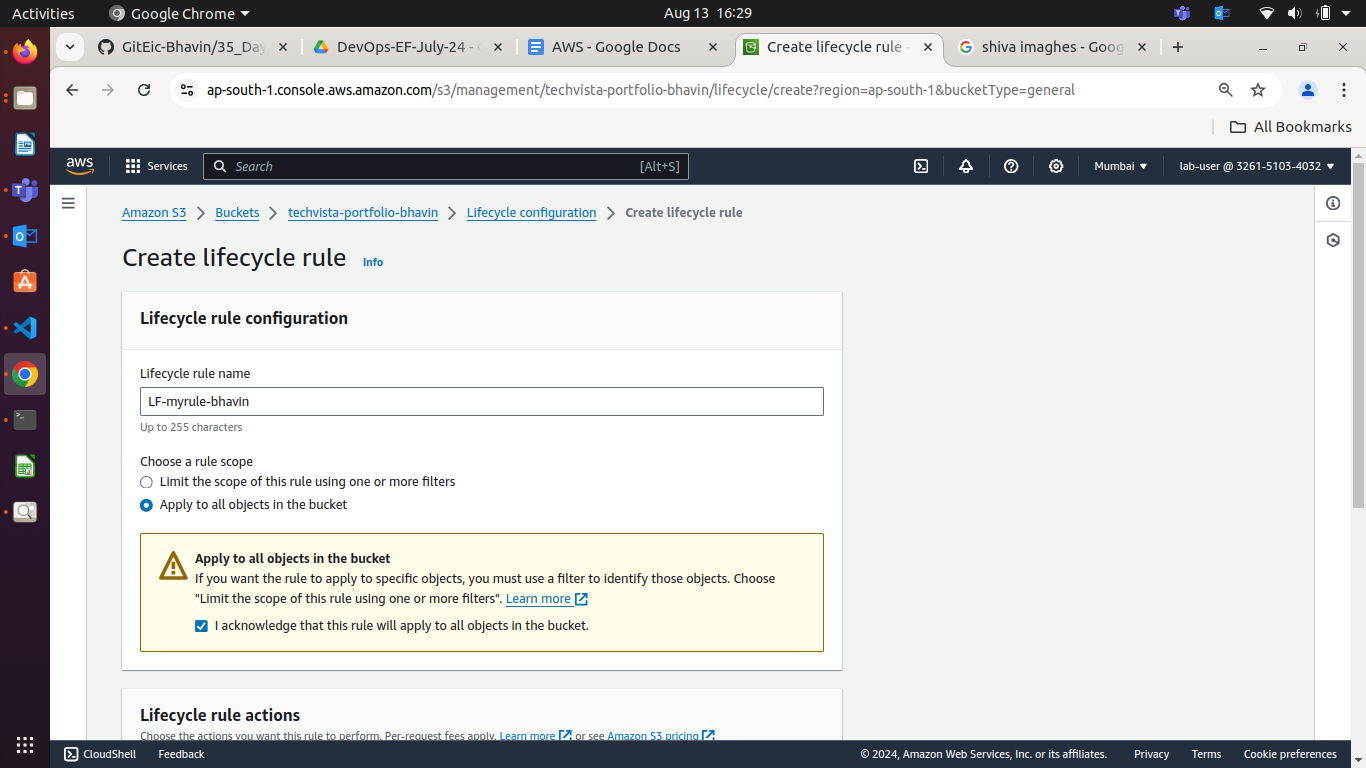 Activities
Google Chrome
Aug 13 16:29
GitEic-Bhavin/35_Day
DevOps-EF-July-24 -
AWS - Google Docs
Create lifecycle rule -
shiva imaghes - Goog
ap-south-1.console.aws.amazon.com/s3/management/techvista-portfolio-bhavin/lifecycle/create?region=ap-south-1&bucketType=general
All Bookmarks
aws
Services
Search
[Alt+S]
Mumbai
lab-user @ 3261-5103-4032
Amazon S3
Buckets
techvista-portfolio-bhavin
Lifecycle configuration
Create lifecycle rule
Create lifecycle rule Info
Lifecycle rule configuration
Lifecycle rule name
LF-myrule-bhavin
Up to 255 characters
Choose a rule scope
Limit the scope of this rule using one or more filters
Apply to all objects in the bucket
Apply to all objects in the bucket
If you want the rule to apply to specific objects, you must use a filter to identify those objects. Choose
"Limit the scope of this rule using one or more filters". Learn more
I acknowledge that this rule will apply to all objects in the bucket.
Lifecycle rule actions
Choose the actions you want this rule to perform. Per-request fees apply. Learn more or see Amazon S3 pricing
CloudShell
Feedback
© 2024, Amazon Web Services, Inc. or its affiliates.
Privacy
Terms
Cookie preferences